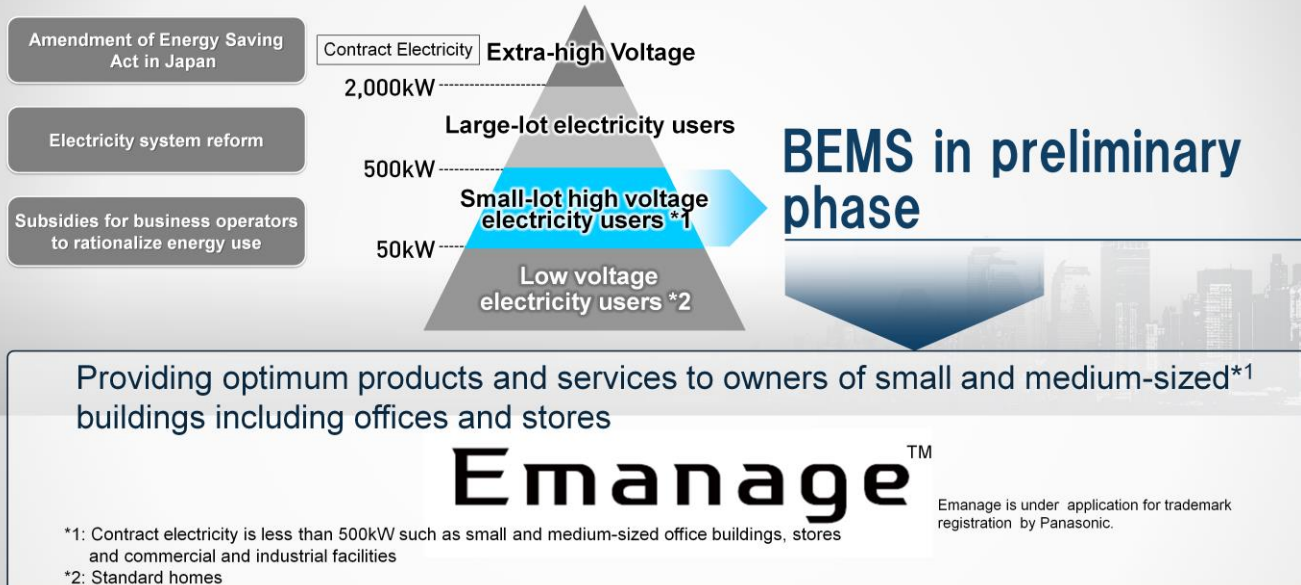 Amendment of Energy Saving
Act in Japan
Electricity system reform
Subsidies for business operators
to rationalize energy use
Contract Electricity
Extra-high Voltage
2,000kW
Large-lot electricity users
500kW
Small-lot high voltage
electricity users *1
50kW
Low voltage
electricity users *2
BEMS in preliminary
phase
Providing optimum products and services to owners of small and medium-sized*1
buildings including offices and stores
Emanage™
Emanage is under application for trademark
registration by Panasonic.
*1: Contract electricity is less than 500kW such as small and medium-sized office buildings, stores
and commercial and industrial facilities
*2: Standard homes